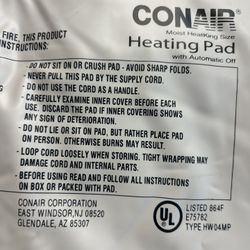 FIRE, THIS PRODUCT
INSTRUCTIONS:
CONAIR®
Moist Heat King Size
Heating Pad
with Automatic Off
- DO NOT SIT ON OR CRUSH PAD - AVOID SHARP FOLDS.
- NEVER PULL THIS PAD BY THE SUPPLY CORD.
- DO NOT USE THE CORD AS A HANDLE.
- CAREFULLY EXAMINE INNER COVER BEFORE EACH
USE. DISCARD THE PAD IF INNER COVERING SHOWS
ANY SIGN OF DETERIORATION.
- DO NOT LIE OR SIT ON PAD, BUT RATHER PLACE PAD
ON PERSON, OTHERWISE BURNS MAY RESULT.
- LOOP CORD LOOSELY WHEN STORING. TIGHT WRAPPING MAY
DAMAGE CORD AND INTERNAL PARTS.
- BEFORE USING READ AND FOLLOW ALL INSTRUCTIONS
ON BOX OR PACKED WITH PAD.
CONAIR CORPORATION
EAST WINDSOR, NJ 08520
GLENDALE, AZ 85307
UL
®
LISTED 864F
E75782
TYPE HW04MP